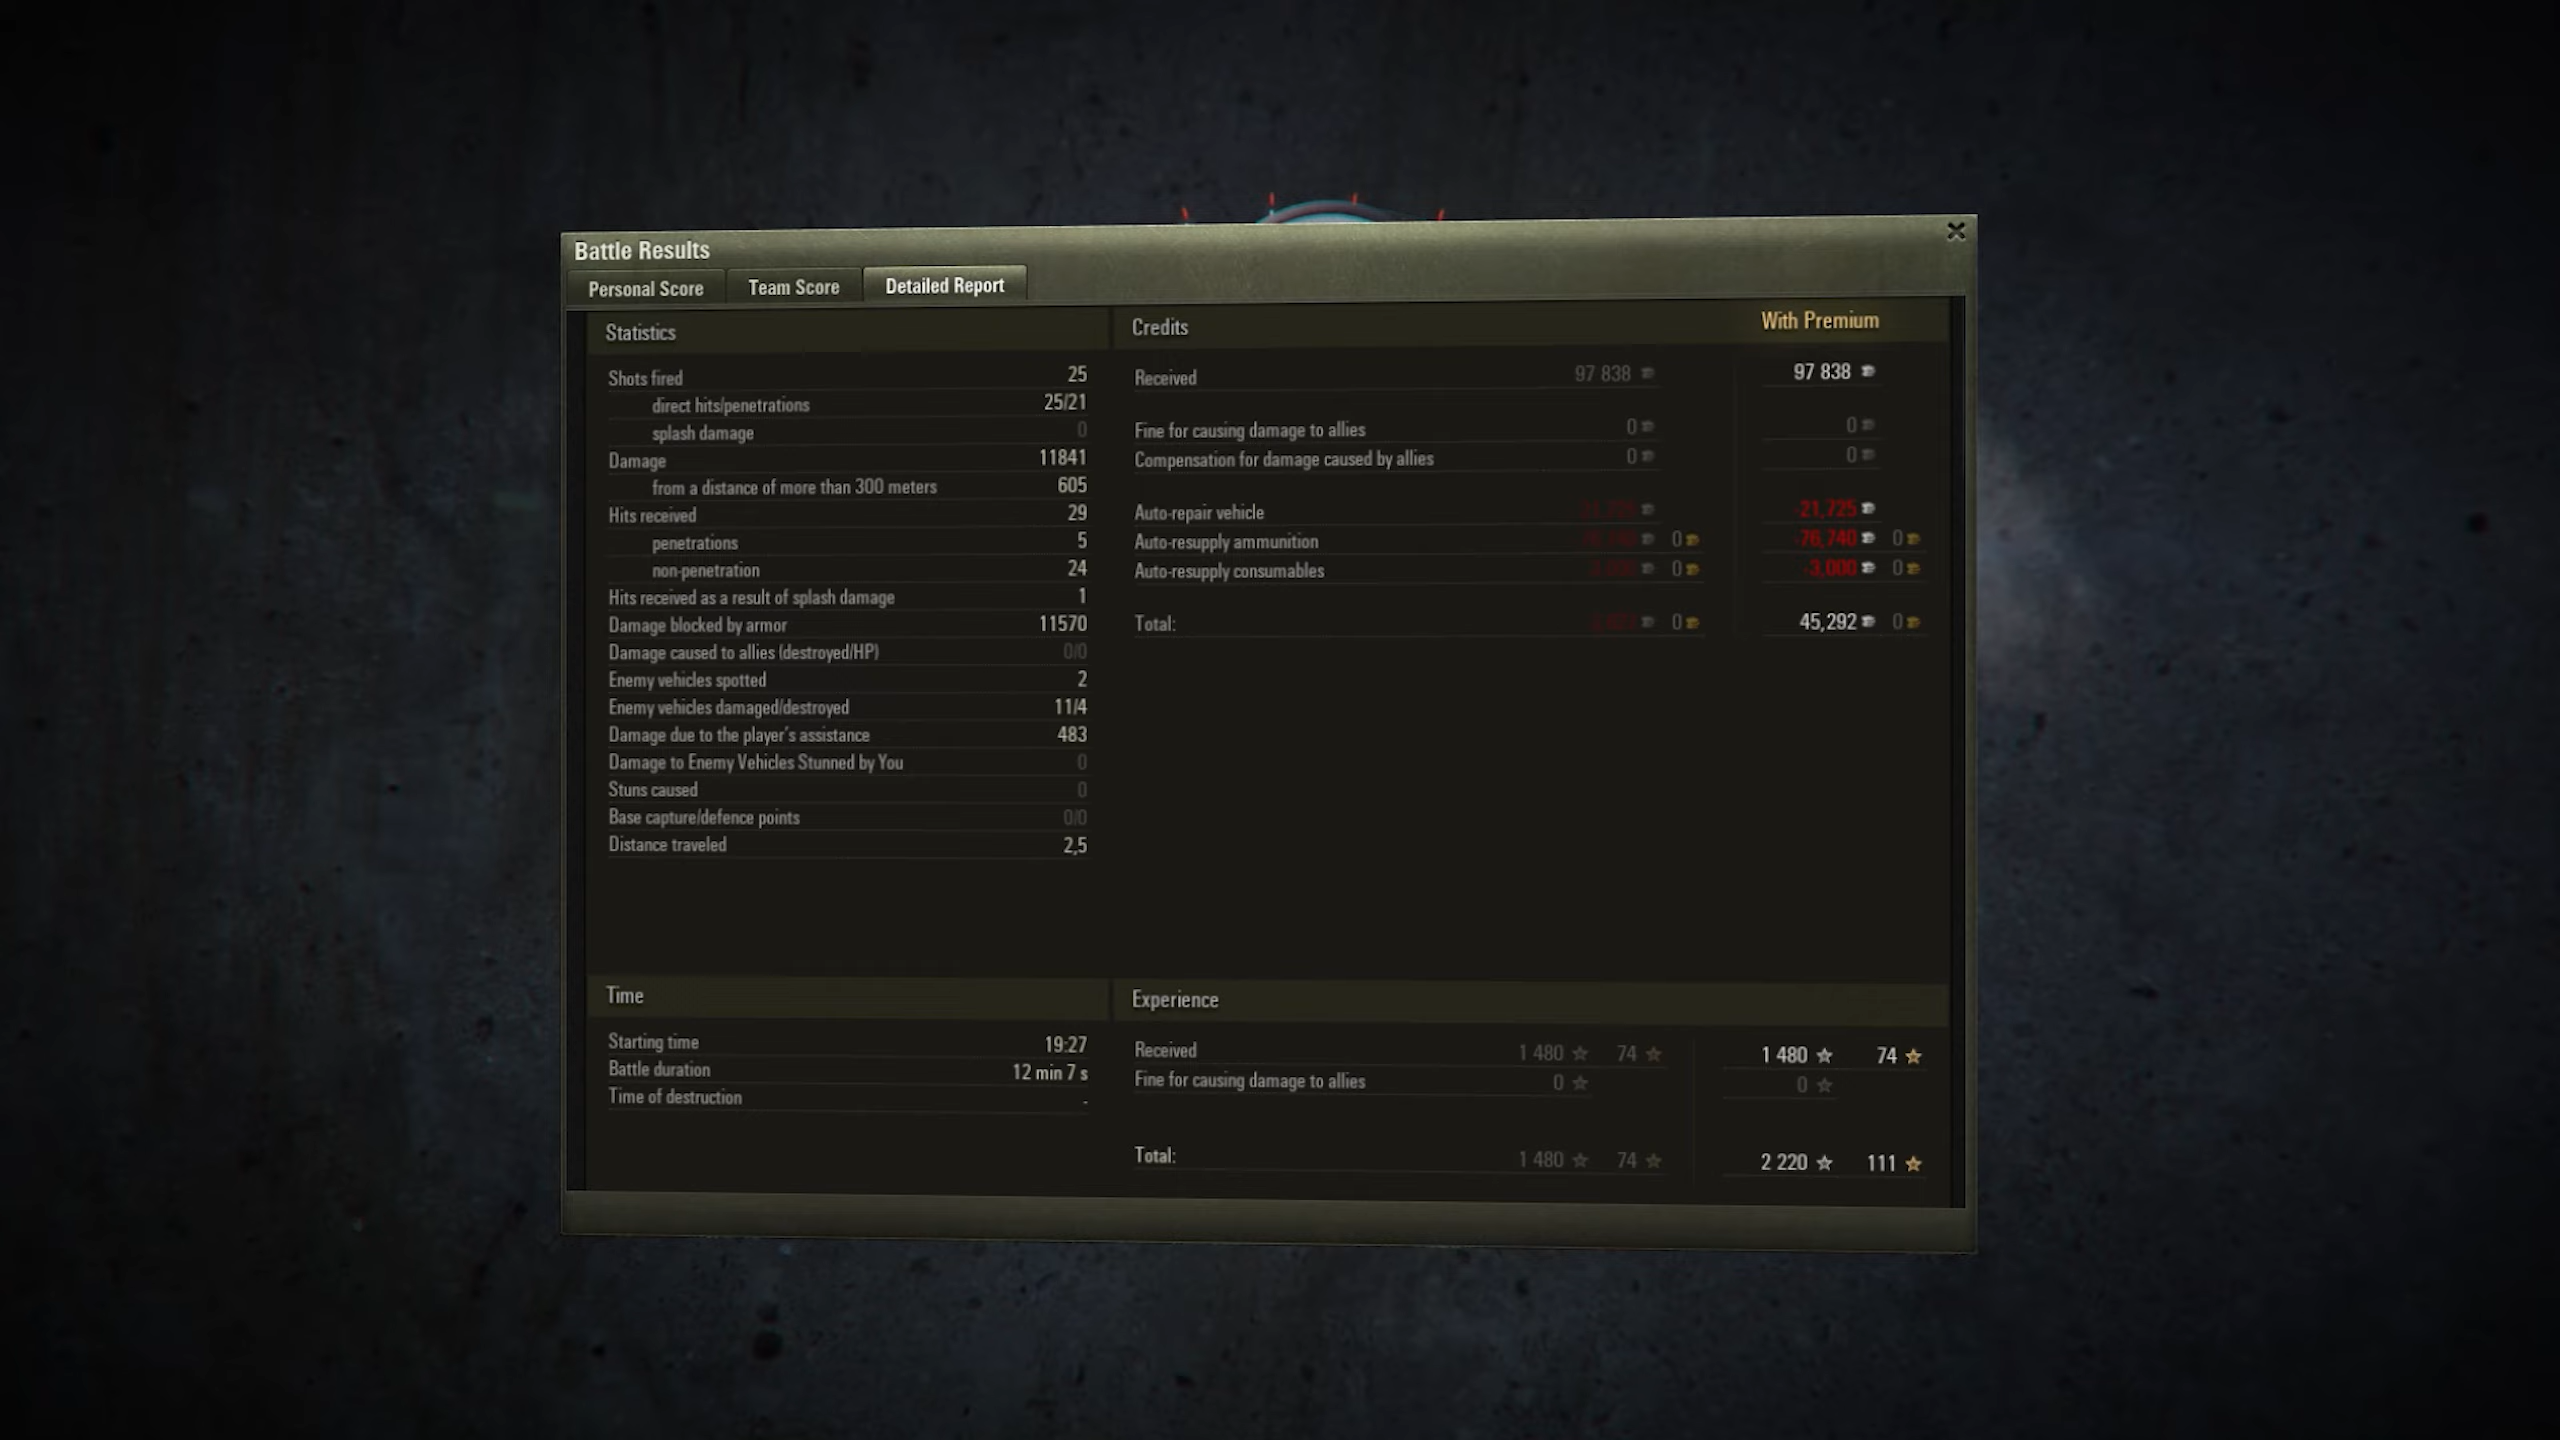 Battle Results
Personal Score Team Score Detailed Report
Statistics
Shots fired 25
direct hits/penetrations 25/21
splash damage 0
Damage 11841
from a distance of more than 300 meters 605
Hits received 29
penetrations 5
non-penetration 24
Hits received as a result of splash damage 1
Damage blocked by armor 11570
Damage caused to allies (destroyed/HP) 0/0
Enemy vehicles spotted 2
Enemy vehicles damaged/destroyed 11/4
Damage due to the player's assistance 483
Damage to Enemy Vehicles Stunned by You 0
Stuns caused 0
Base capture/defence points 0/0
Distance traveled 2,5
Credits With Premium
Received 97 838 97 838
Fine for causing damage to allies 0 0
Compensation for damage caused by allies 0 0
Auto-repair vehicle -21,725
Auto-resupply ammunition 0 -76,740 0
Auto-resupply consumables 0 -3,000 0
Total: 0 45,292 0
Time
Starting time 19:27
Battle duration 12 min 7 s
Time of destruction -
Experience
Received 1 480 74 1 480 74
Fine for causing damage to allies 0 0
Total: 1 480 74 2 220 111